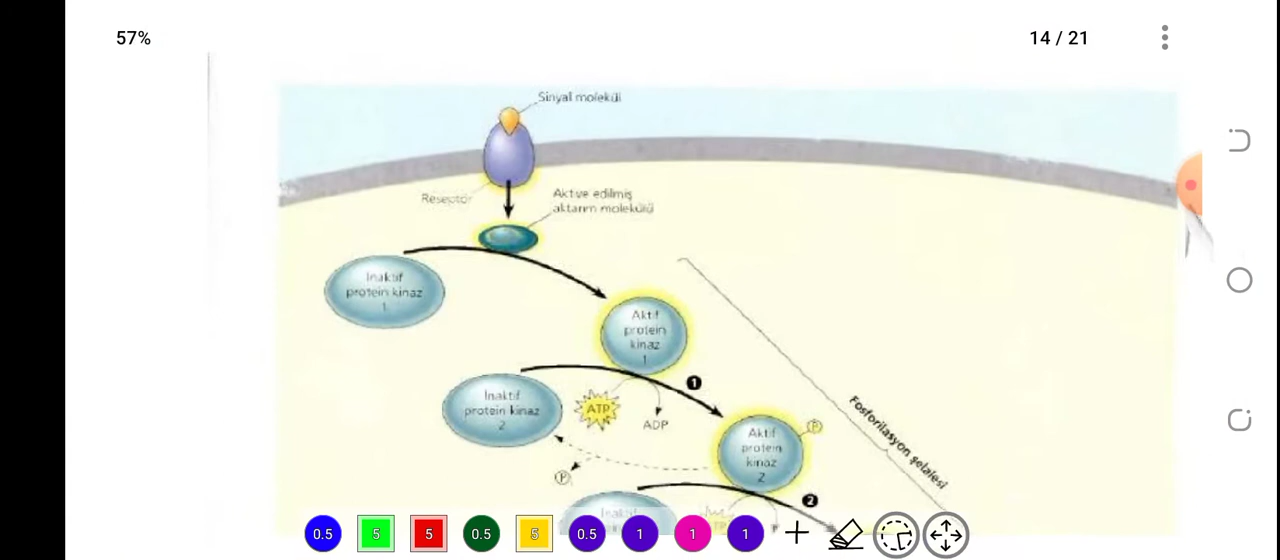 57%
14 / 21
Sinyal molekül
Reseptör
Aktive edilmiş
aktarım molekülü
İnaktif
protein kinaz
1
Aktif
protein
kinaz
1
1
İnaktif
protein kinaz
2
ATP
ADP
Aktif
protein
kinaz
2
P
P
Fosforilasyon şelalesi
2
İnaktif
0.5
5
5
0.5
5
0.5
1
1
1